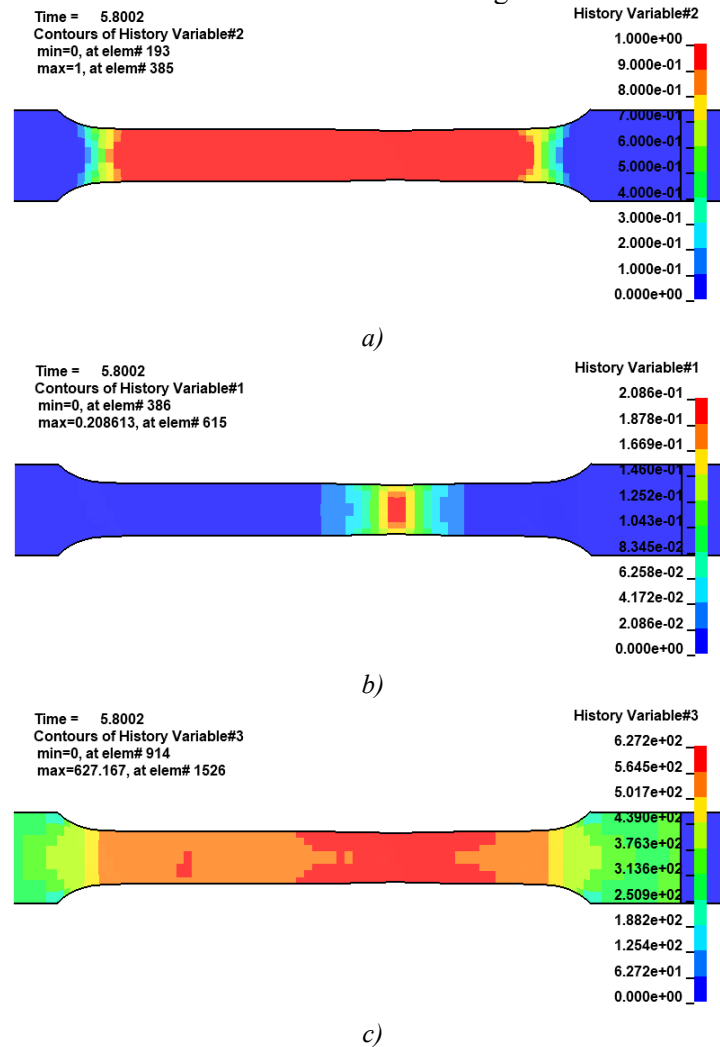 Time = 5.8002
Contours of History Variable#2
min=0, at elem# 193
max=1, at elem# 385
History Variable#2
1.000e+00
9.000e-01
8.000e-01
7.000e-01
6.000e-01
5.000e-01
4.000e-01
3.000e-01
2.000e-01
1.000e-01
0.000e+00
a)
Time = 5.8002
Contours of History Variable#1
min=0, at elem# 386
max=0.208613, at elem# 615
History Variable#1
2.086e-01
1.878e-01
1.669e-01
1.460e-01
1.252e-01
1.043e-01
8.345e-02
6.258e-02
4.172e-02
2.086e-02
0.000e+00
b)
Time = 5.8002
Contours of History Variable#3
min=0, at elem# 914
max=627.167, at elem# 1526
History Variable#3
6.272e+02
5.645e+02
5.017e+02
4.390e+02
3.763e+02
3.136e+02
2.509e+02
1.882e+02
1.254e+02
6.272e+01
0.000e+00
c)